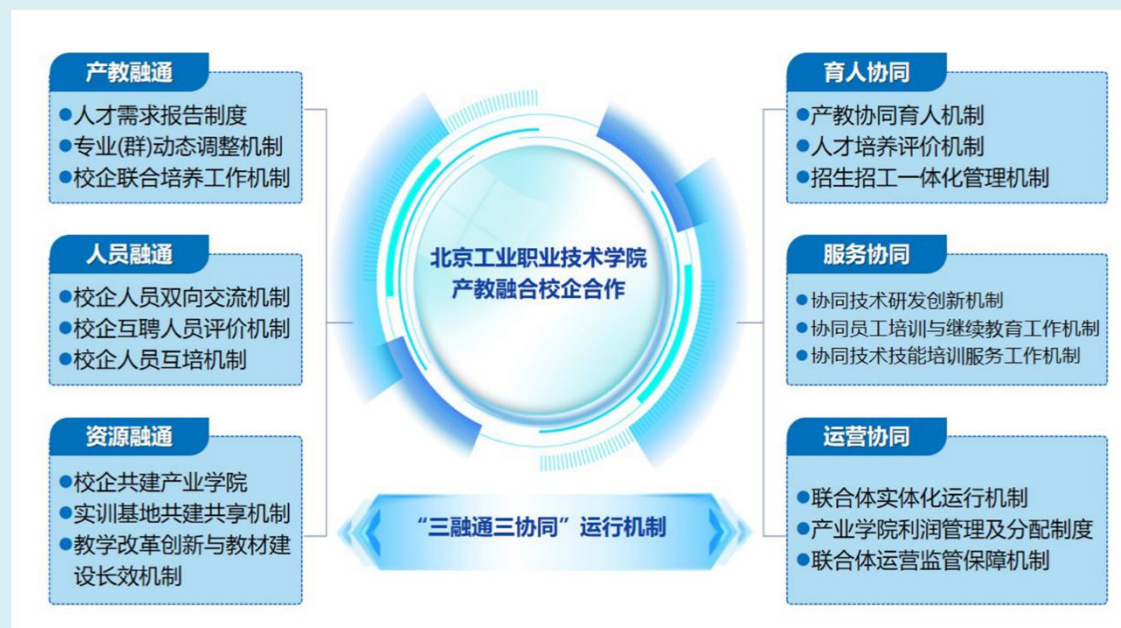 产教融通
●人才需求报告制度
●专业(群)动态调整机制
●校企联合培养工作机制
人员融通
●校企人员双向交流机制
●校企互聘人员评价机制
●校企人员互培机制
资源融通
●校企共建产业学院
●实训基地共建共享机制
●教学改革创新与教材建
设长效机制
北京工业职业技术学院
产教融合校企合作
“三融通三协同”运行机制
育人协同
●产教协同育人机制
●人才培养评价机制
●招生招工一体化管理机制
服务协同
●协同技术研发创新机制
●协同员工培训与继续教育工作机制
●协同技术技能培训服务工作机制
运营协同
●联合体实体化运行机制
●产业学院利润管理及分配制度
●联合体运营监管保障机制